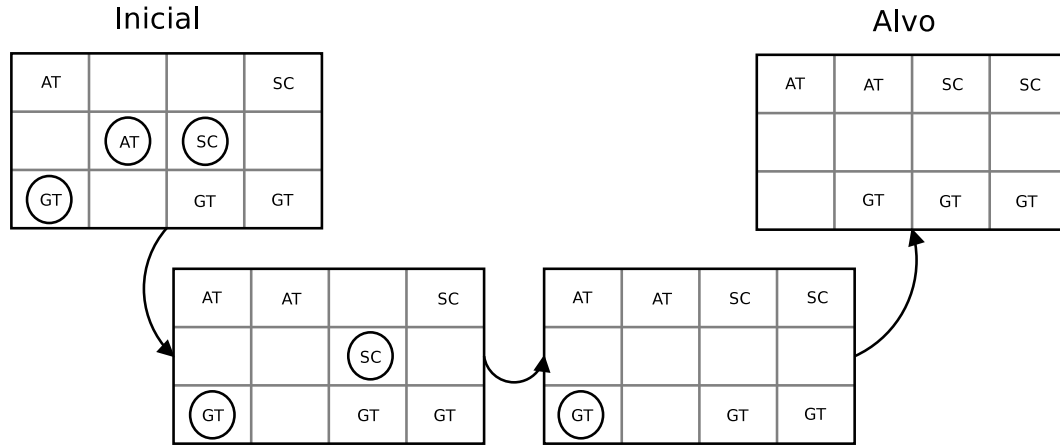 Inicial
AT SC
AT SC
GT GT GT
Alvo
AT AT SC SC
GT GT GT
AT AT SC
SC
GT GT GT
AT AT SC SC
GT GT GT